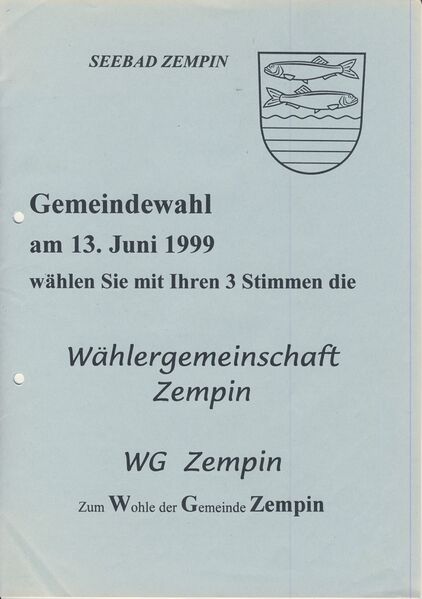 SEEBAD ZEMPIN
Gemeindewahl
am 13. Juni 1999
wählen Sie mit Ihren 3 Stimmen die
Wählergemeinschaft
Zempin
WG Zempin
Zum Wohle der Gemeinde Zempin